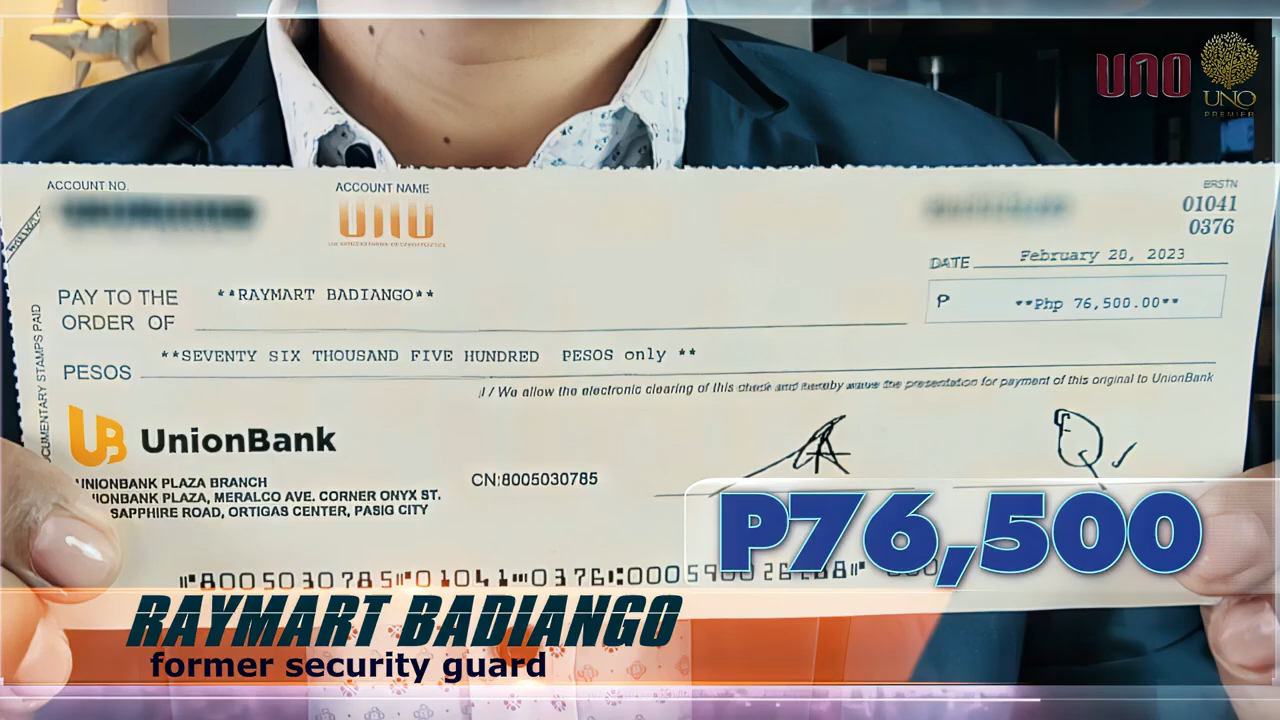 UNO
UNO
PREMIER
ACCOUNT NO.
ACCOUNT NAME
UNO
BRSTN
01041
0376
DATE February 20, 2023
PAY TO THE
ORDER OF **RAYMART BADIANGO**
P **Php 76,500.00**
PESOS **SEVENTY SIX THOUSAND FIVE HUNDRED PESOS only **
I / We allow the electronic clearing of this check and hereby waive the presentation for payment of this original to UnionBank
DOCUMENTARY STAMPS PAID
UB UnionBank
UNIONBANK PLAZA BRANCH
UNIONBANK PLAZA, MERALCO AVE. CORNER ONYX ST.
SAPPHIRE ROAD, ORTIGAS CENTER, PASIG CITY
CN:8005030785
P76,500
RAYMART BADIANGO
former security guard